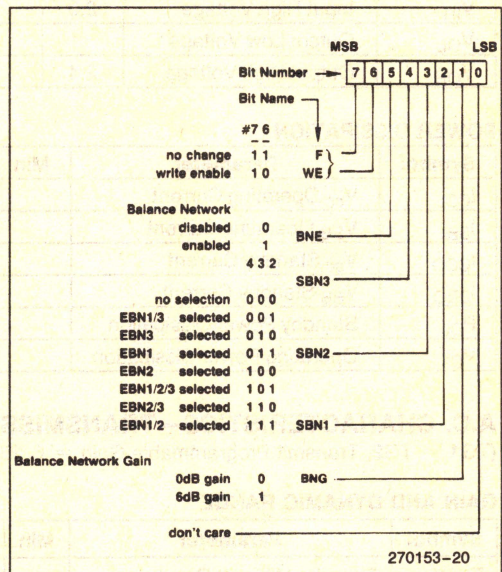 MSB LSB
Bit Number 7 6 5 4 3 2 1 0
Bit Name
#7 6
no change 1 1 F
write enable 1 0 WE
Balance Network
disabled 0
enabled 1 BNE
4 3 2
SBN3
no selection 0 0 0
EBN1/3 selected 0 0 1
EBN3 selected 0 1 0
EBN1 selected 0 1 1 SBN2
EBN2 selected 1 0 0
EBN1/2/3 selected 1 0 1
EBN2/3 selected 1 1 0
EBN1/2 selected 1 1 1 SBN1
Balance Network Gain
0dB gain 0 BNG
6dB gain 1
don't care
270153-20